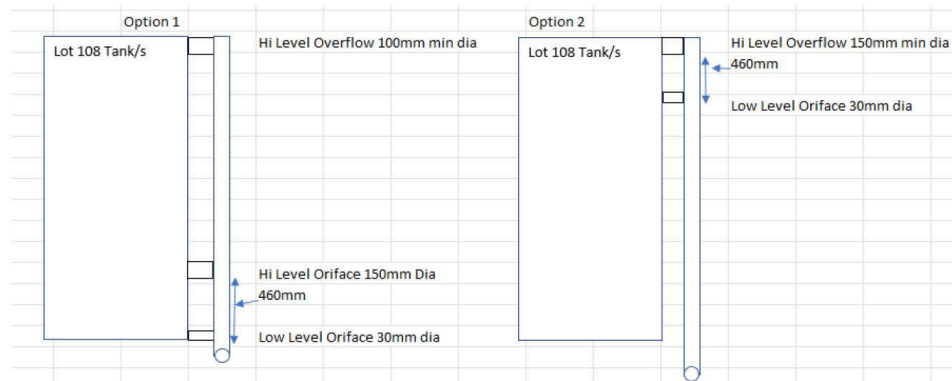 Option 1
Lot 108 Tank/s
Hi Level Overflow 100mm min dia
Hi Level Oriface 150mm Dia
460mm
Low Level Oriface 30mm dia
Option 2
Lot 108 Tank/s
Hi Level Overflow 150mm min dia
460mm
Low Level Oriface 30mm dia